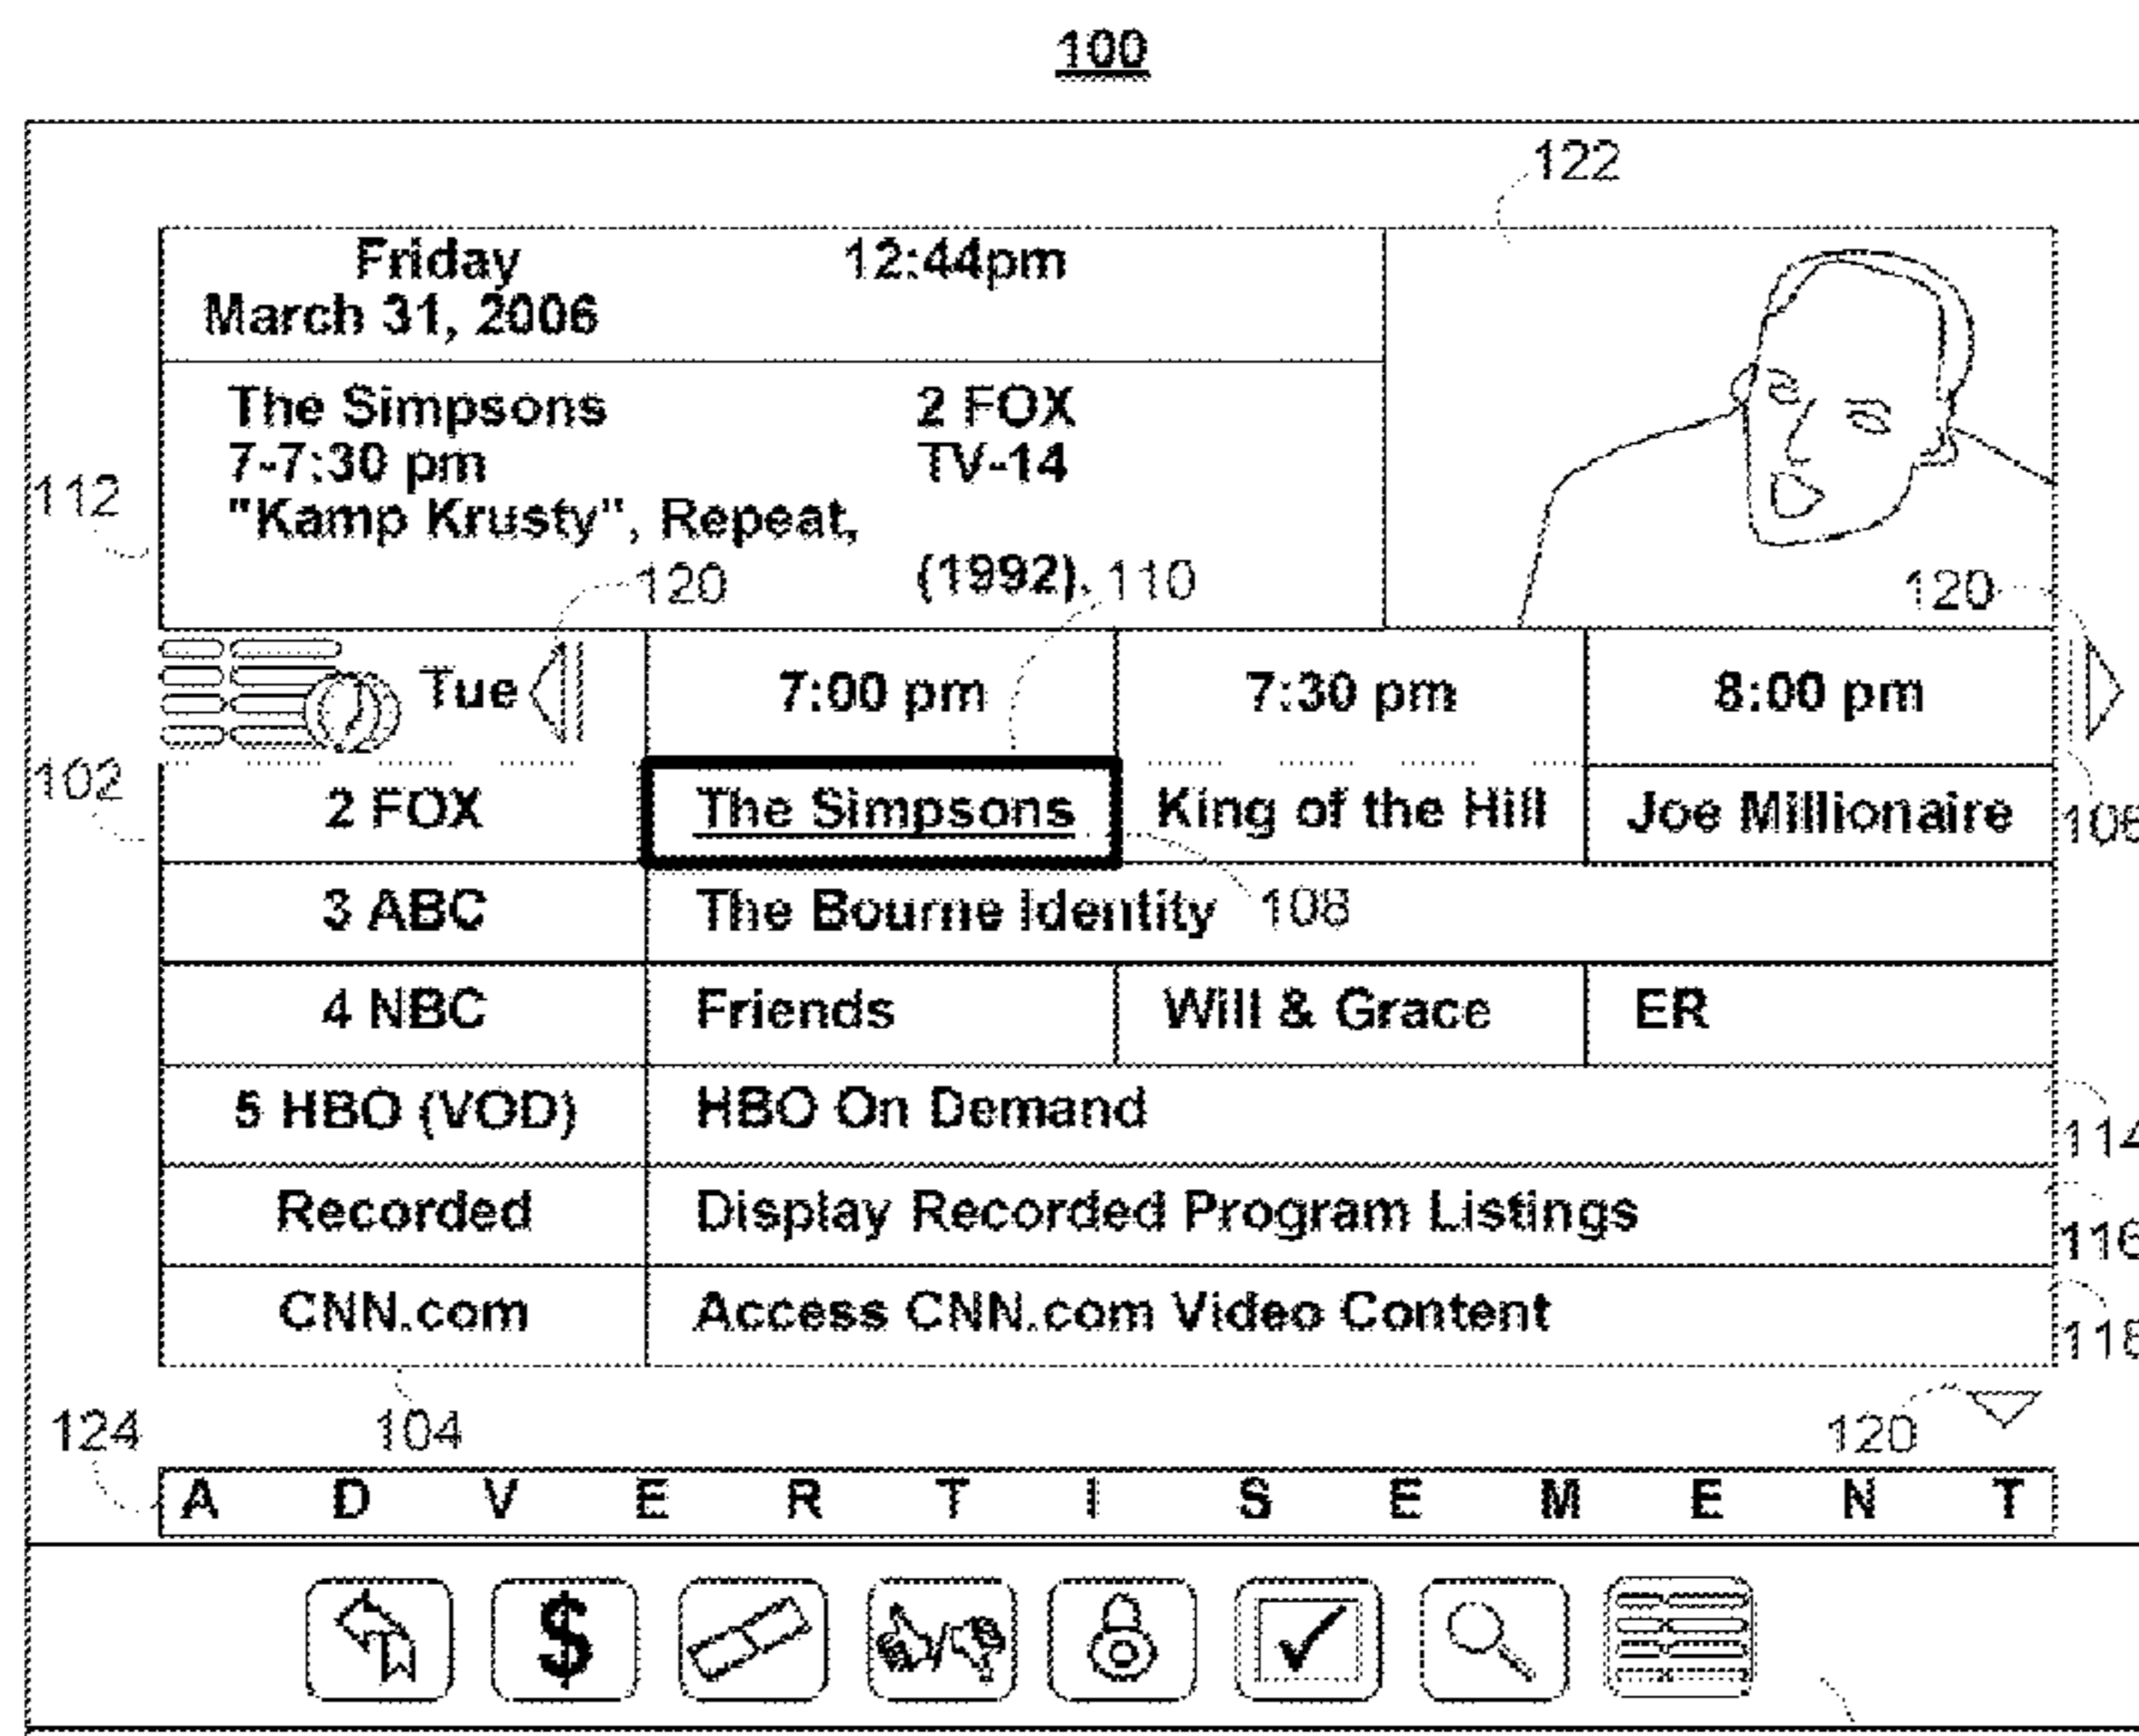 100
122
Friday 12:44pm
March 31, 2006
The Simpsons 2 FOX
7-7:30 pm TV-14
112
"Kamp Krusty", Repeat,
(1992).
120 110 120
Tue 7:00 pm 7:30 pm 8:00 pm
102
2 FOX The Simpsons King of the Hill Joe Millionaire
3 ABC The Bourne Identity 108
4 NBC Friends Will & Grace ER
5 HBO (VOD) HBO On Demand
114
Recorded Display Recorded Program Listings
116
CNN.com Access CNN.com Video Content
118
124 104 120
A D V E R T I S E M E N T
$